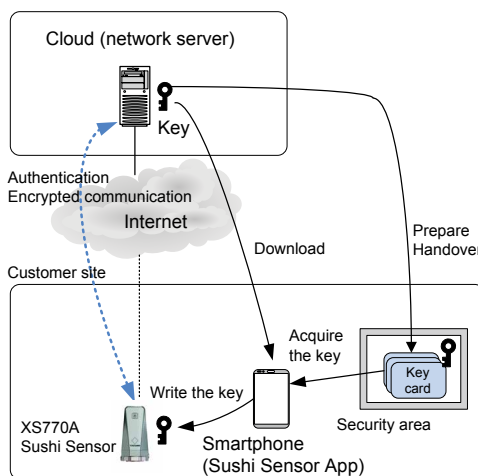 Cloud (network server)
Key
Authentication
Encrypted communication
Internet
Download
Prepare
Handover
Customer site
Acquire
the key
Key
card
Write the key
Security area
XS770A
Sushi Sensor
Smartphone
(Sushi Sensor App)